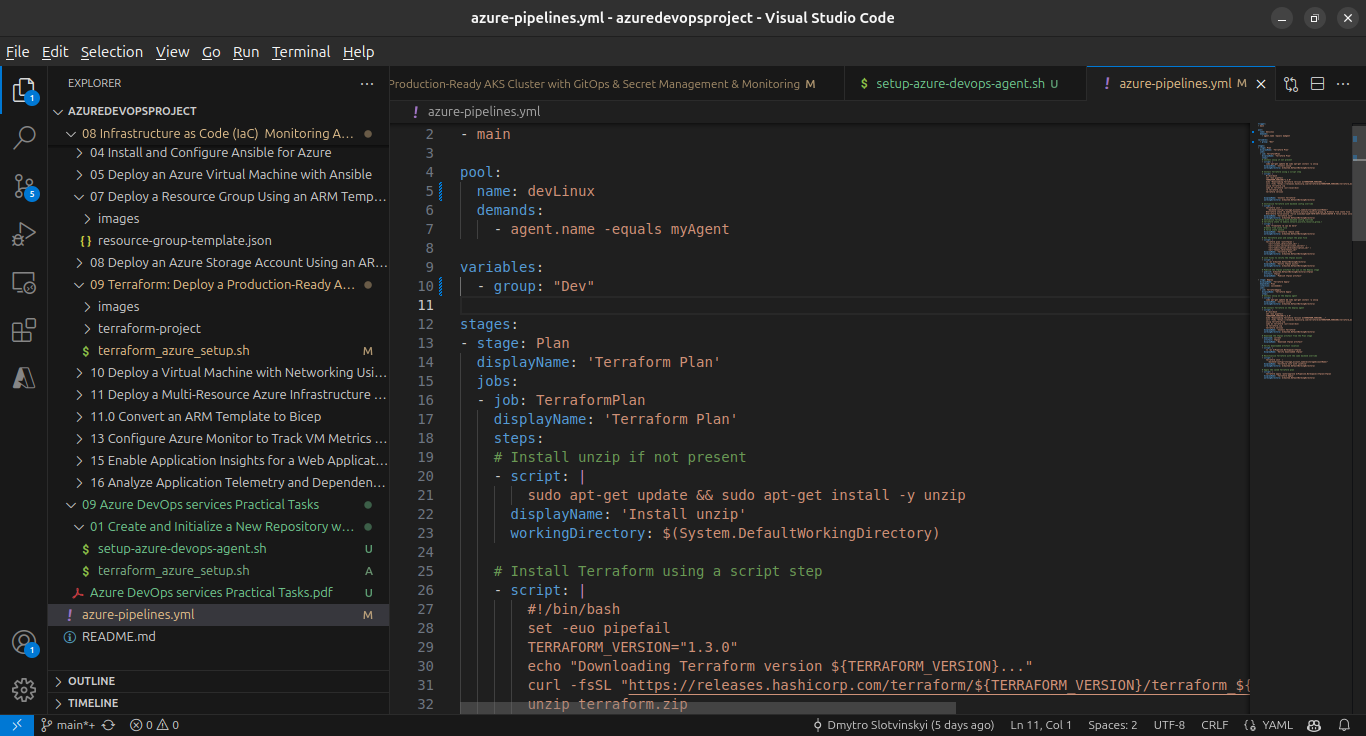 azure-pipelines.yml - azuredevopsproject - Visual Studio Code
File Edit Selection View Go Run Terminal Help
EXPLORER
AZUREDEVOPSPROJECT
08 Infrastructure as Code (IaC) Monitoring A...
04 Install and Configure Ansible for Azure
05 Deploy an Azure Virtual Machine with Ansible
07 Deploy a Resource Group Using an ARM Temp...
images
{} resource-group-template.json
08 Deploy an Azure Storage Account Using an AR...
09 Terraform: Deploy a Production-Ready A...
images
terraform-project
$ terraform_azure_setup.sh M
10 Deploy a Virtual Machine with Networking Usi...
11 Deploy a Multi-Resource Azure Infrastructure ...
11.0 Convert an ARM Template to Bicep
13 Configure Azure Monitor to Track VM Metrics ...
15 Enable Application Insights for a Web Applicat...
16 Analyze Application Telemetry and Dependen...
09 Azure DevOps services Practical Tasks
01 Create and Initialize a New Repository w...
$ setup-azure-devops-agent.sh U
$ terraform_azure_setup.sh A
Azure DevOps services Practical Tasks.pdf U
! azure-pipelines.yml M
README.md
OUTLINE
TIMELINE
1
5
1
Production-Ready AKS Cluster with GitOps & Secret Management & Monitoring M
$ setup-azure-devops-agent.sh U
! azure-pipelines.yml M
! azure-pipelines.yml
2 - main
3
4 pool:
5 name: devLinux
6 demands:
7 - agent.name -equals myAgent
8
9 variables:
10 - group: "Dev"
11
12 stages:
13 - stage: Plan
14 displayName: 'Terraform Plan'
15 jobs:
16 - job: TerraformPlan
17 displayName: 'Terraform Plan'
18 steps:
19 # Install unzip if not present
20 - script: |
21 sudo apt-get update && sudo apt-get install -y unzip
22 displayName: 'Install unzip'
23 workingDirectory: $(System.DefaultWorkingDirectory)
24
25 # Install Terraform using a script step
26 - script: |
27 #!/bin/bash
28 set -euo pipefail
29 TERRAFORM_VERSION="1.3.0"
30 echo "Downloading Terraform version ${TERRAFORM_VERSION}..."
31 curl -fsSL "https://releases.hashicorp.com/terraform/${TERRAFORM_VERSION}/terraform_${
32 unzip terraform.zip
main*+ 0 0 Dmytro Slotvinskyi (5 days ago) Ln 11, Col 1 Spaces: 2 UTF-8 CRLF {} YAML